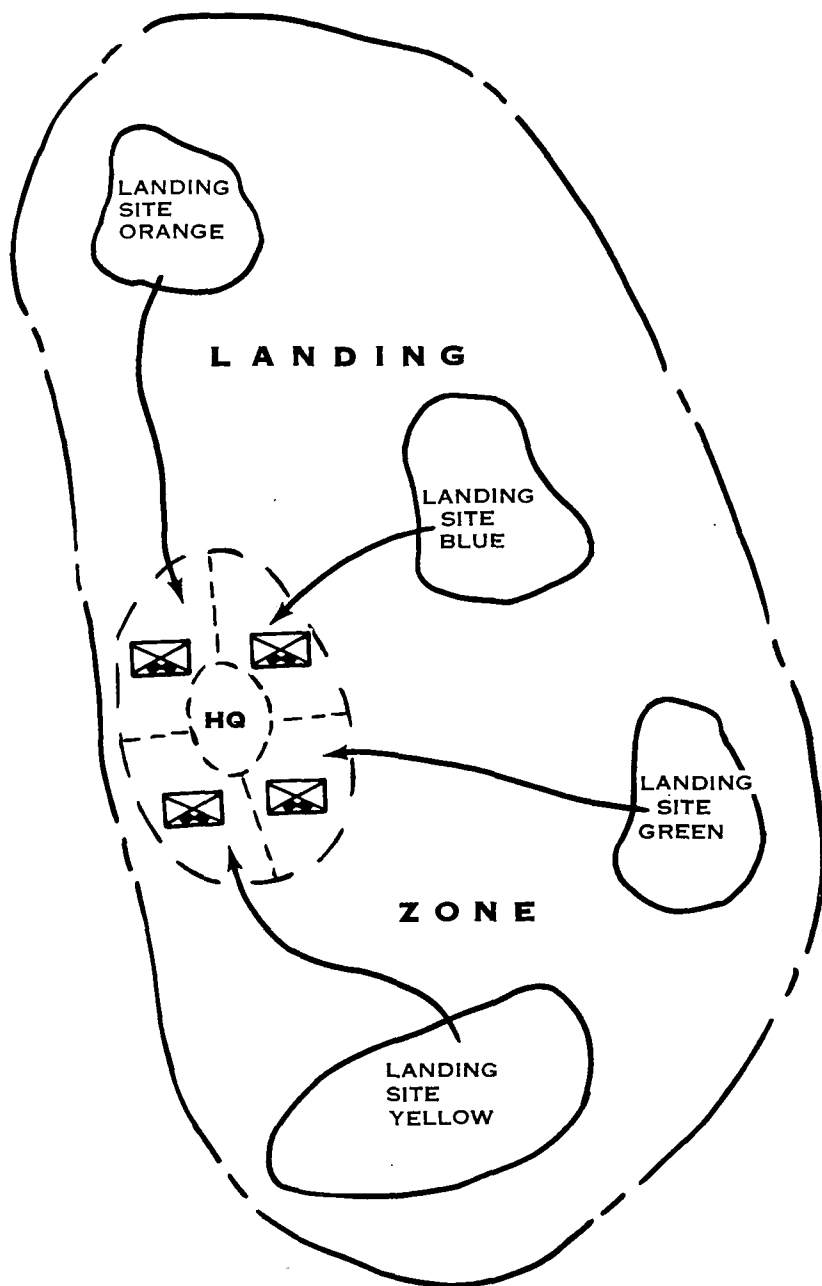 LANDING
SITE
ORANGE
LANDING
LANDING
SITE
BLUE
HQ
LANDING
SITE
GREEN
ZONE
LANDING
SITE
YELLOW